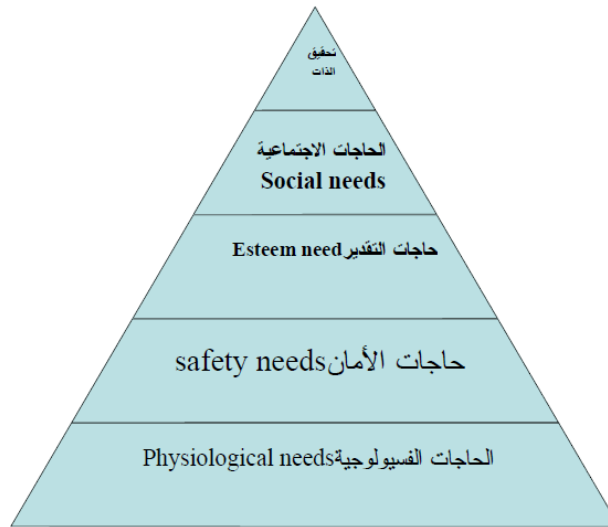 تحقيق
الذات
الحاجات الاجتماعية
Social needs
حاجات التقدير Esteem need
حاجات الأمان safety needs
الحاجات الفسيولوجية Physiological needs